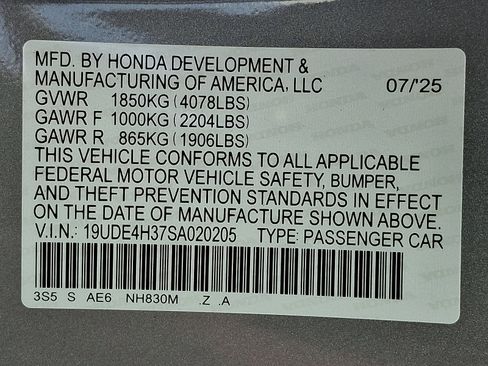 MFD. BY HONDA DEVELOPMENT &
MANUFACTURING OF AMERICA, LLC 07/'25
GVWR 1850KG (4078LBS)
GAWR F 1000KG (2204LBS)
GAWR R 865KG (1906LBS)
THIS VEHICLE CONFORMS TO ALL APPLICABLE
FEDERAL MOTOR VEHICLE SAFETY, BUMPER,
AND THEFT PREVENTION STANDARDS IN EFFECT
ON THE DATE OF MANUFACTURE SHOWN ABOVE.
V.I.N.: 19UDE4H37SA020205 TYPE: PASSENGER CAR
3S5 S AE6 NH830M .Z .A